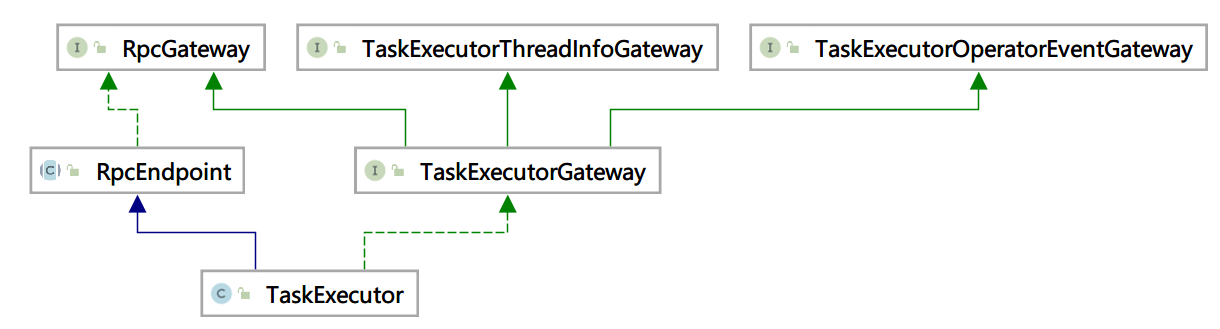 I RpcGateway
I TaskExecutorThreadInfoGateway
I TaskExecutorOperatorEventGateway
C RpcEndpoint
I TaskExecutorGateway
C TaskExecutor